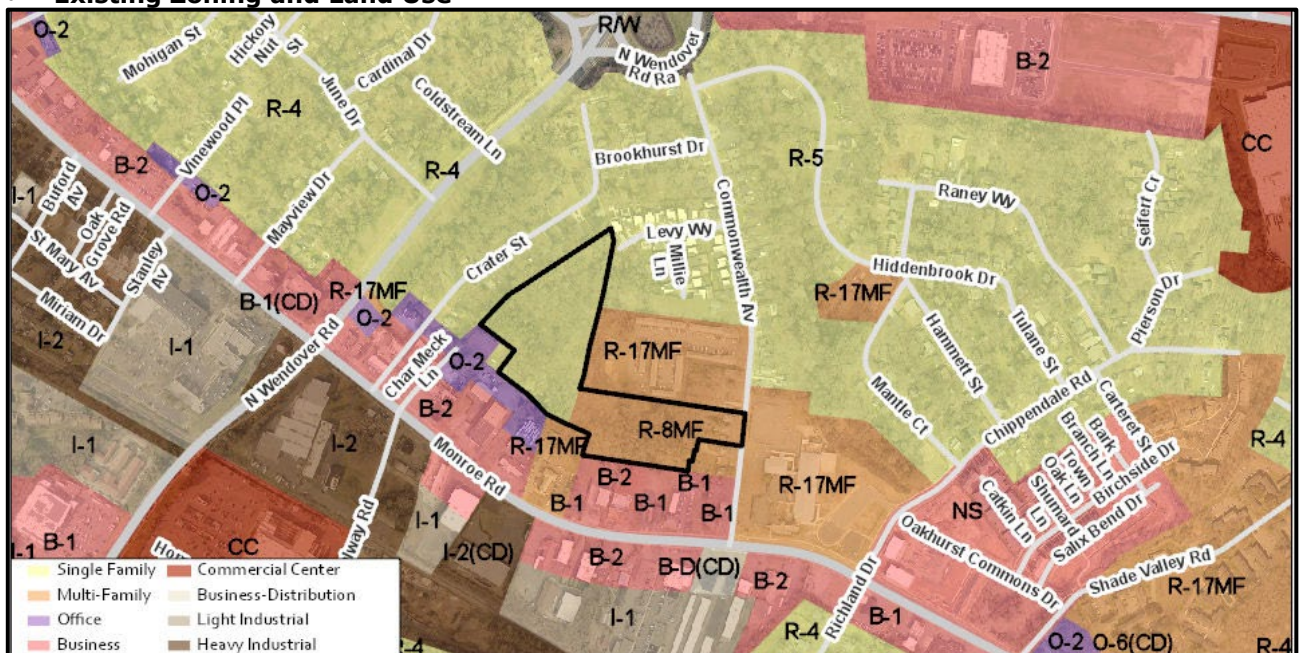 Existing Zoning and Land Use
O-2
Mohigan St
Hickory
Nut
St
Cardinal Dr
June Dr
Coldstream Ln
R/W
N Wendover
Rd Ra
B-2
CC
R-4
Vinewood Pl
B-2
O-2
R-4
Brookhurst Dr
R-5
Raney Wy
Seifert Cr
I-1
Buford
Av
Oak
Grove Rd
St Mary Av
Stanley
Av
Miriam Dr
Mayview Dr
Crater St
Levy Wy
Millie
Ln
Commonwealth Av
Hiddenbrook Dr
R-17MF
Pierson Dr
B-1(CD)
R-17MF
O-2
I-2
I-1
N Wendover Rd
Char Meck
Ln
O-2
R-17MF
Hammett St
Tulane St
Mantle Ct
Chippendale Rd
Carteret St
B-2
R-8MF
R-17MF
I-1
I-2
Monroe Rd
B-2
B-1
B-1
B-1
B-1
R-17MF
NS
Bark
Branch Ln
Town
Oak Ln
Shumard
Ln
Birchside Dr
Catkin Ln
Salix Bend Dr
R-4
Oakhurst Commons Dr
Shade Valley Rd
R-17MF
I-1
B-1
CC
lway Rd
I-1
I-2(CD)
B-2
B-D(CD)
B-2
I-1
R-4
Richland Dr
B-1
O-2
O-6(CD)
R-4
R-4
Single Family
Commercial Center
Multi-Family
Business-Distribution
Office
Light Industrial
Business
Heavy Industrial